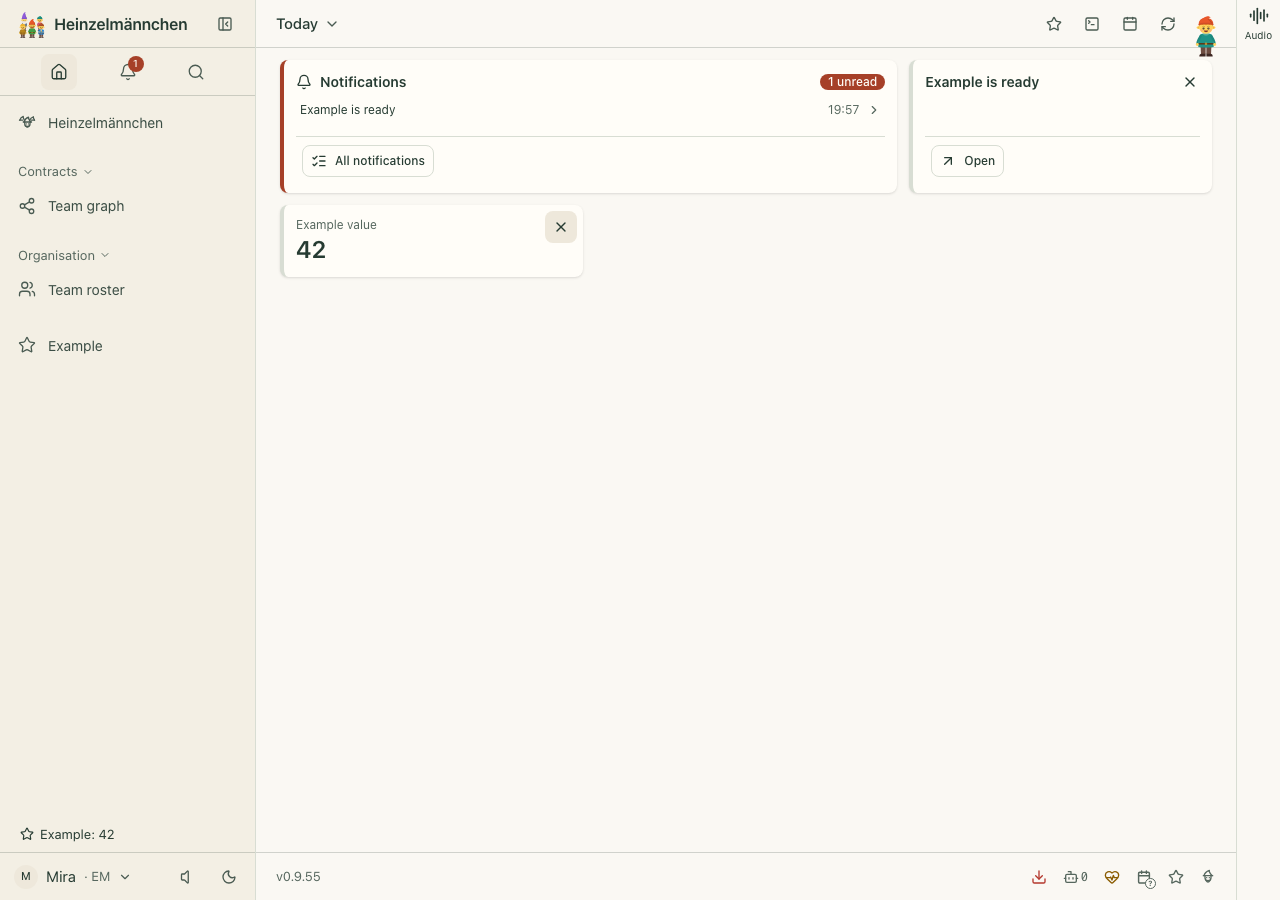 Heinzelmännchen
1
Heinzelmännchen
Contracts
Team graph
Organisation
Team roster
Example
Example: 42
M Mira · EM
Today
Notifications
1 unread
Example is ready
19:57
All notifications
Example is ready
Open
Example value
42
v0.9.55
0
?
Audio